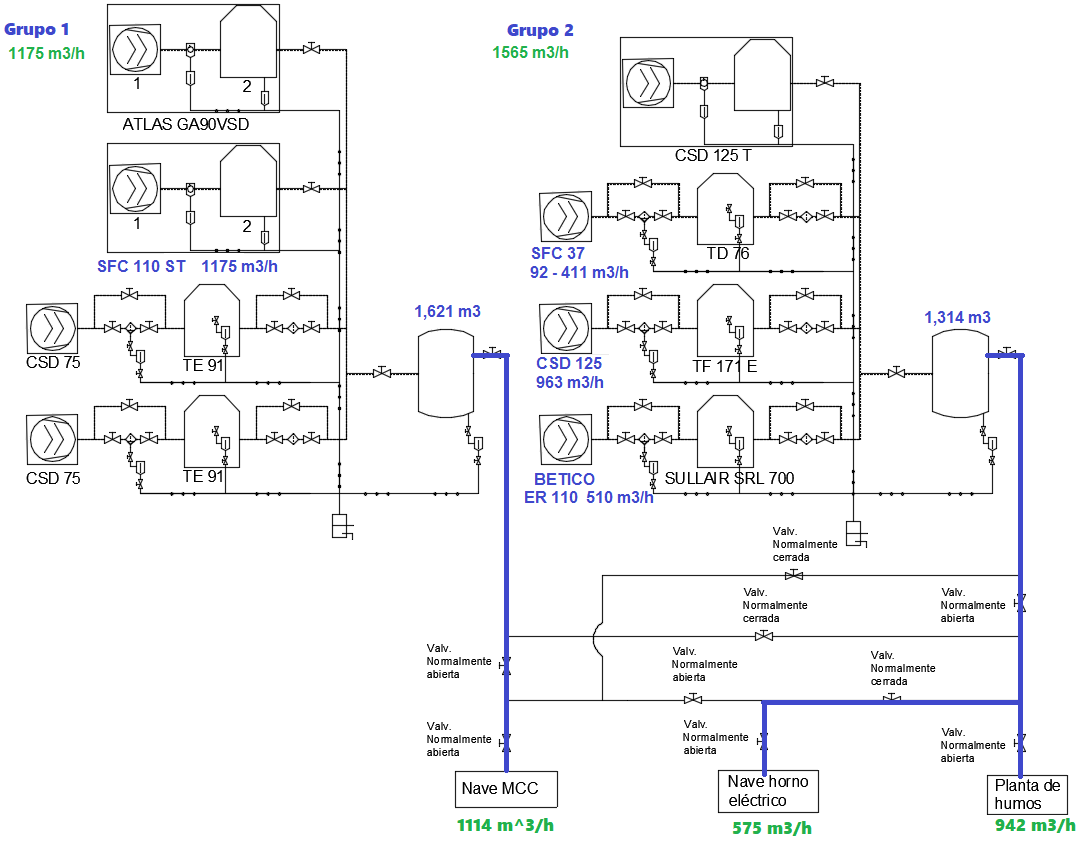 Grupo 1
1175 m3/h
1
2
ATLAS GA90VSD
1
2
SFC 110 ST 1175 m3/h
CSD 75
TE 91
CSD 75
TE 91
1,621 m3
Grupo 2
1565 m3/h
CSD 125 T
SFC 37
92 - 411 m3/h
TD 76
CSD 125
963 m3/h
TF 171 E
BETICO
ER 110 510 m3/h
SULLAIR SRL 700
1,314 m3
Valv.
Normalmente
cerrada
Valv.
Normalmente
cerrada
Valv.
Normalmente
abierta
Valv.
Normalmente
abierta
Valv.
Normalmente
abierta
Valv.
Normalmente
cerrada
Valv.
Normalmente
abierta
Valv.
Normalmente
abierta
Valv.
Normalmente
abierta
Nave MCC
1114 m^3/h
Nave horno
eléctrico
575 m3/h
Planta de
humos
942 m3/h